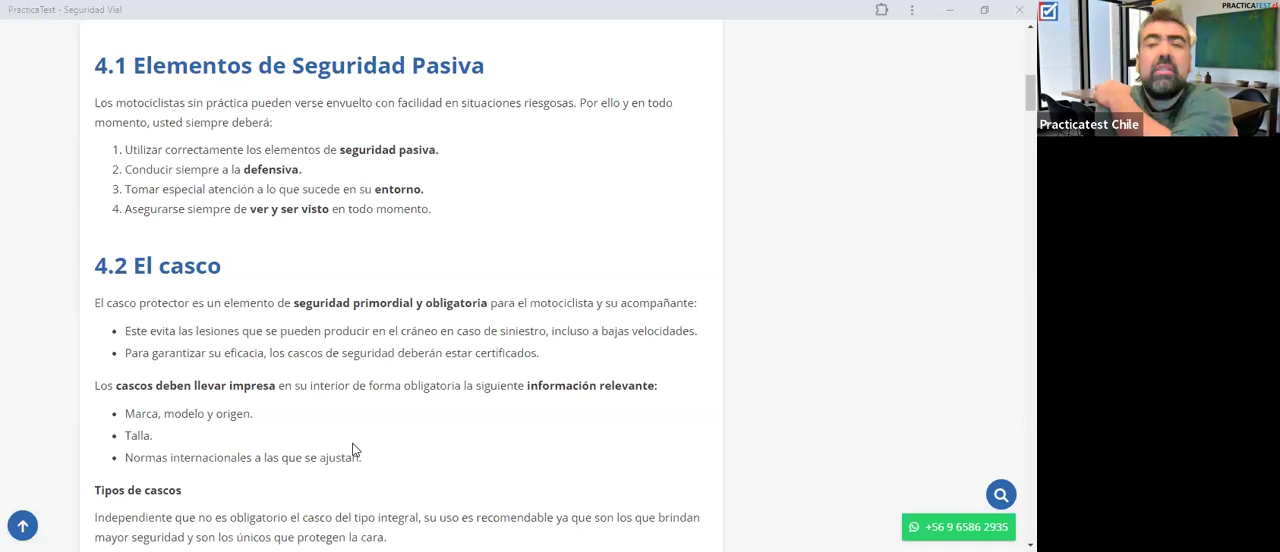 PracticaTest - Seguridad Vial
PRACTICATEST.cl
4.1 Elementos de Seguridad Pasiva
Los motociclistas sin práctica pueden verse envuelto con facilidad en situaciones riesgosas. Por ello y en todo
momento, usted siempre deberá:
1. Utilizar correctamente los elementos de seguridad pasiva.
2. Conducir siempre a la defensiva.
3. Tomar especial atención a lo que sucede en su entorno.
4. Asegurarse siempre de ver y ser visto en todo momento.
Practicatest Chile
4.2 El casco
El casco protector es un elemento de seguridad primordial y obligatoria para el motociclista y su acompañante:
• Este evita las lesiones que se pueden producir en el cráneo en caso de siniestro, incluso a bajas velocidades.
• Para garantizar su eficacia, los cascos de seguridad deberán estar certificados.
Los cascos deben llevar impresa en su interior de forma obligatoria la siguiente información relevante:
• Marca, modelo y origen.
• Talla.
• Normas internacionales a las que se ajustan.
Tipos de cascos
Independiente que no es obligatorio el casco del tipo integral, su uso es recomendable ya que son los que brindan
mayor seguridad y son los únicos que protegen la cara.
+56 9 6586 2935